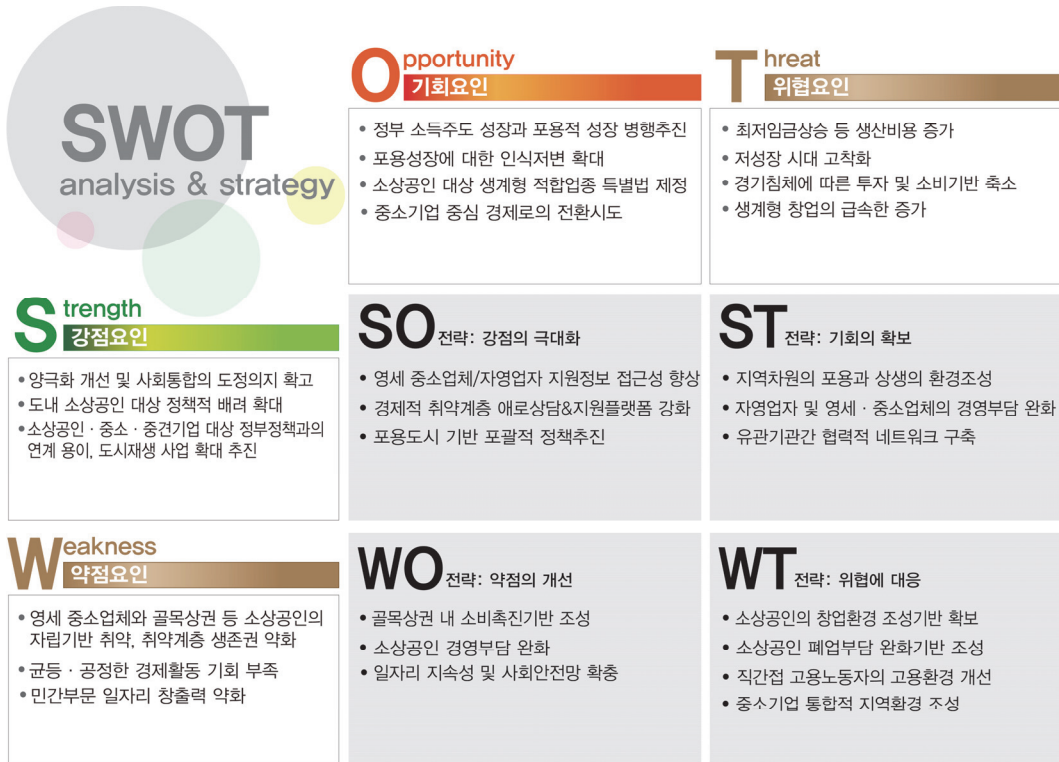 SWOT
analysis & strategy
Opportunity
기회요인
• 정부 소득주도 성장과 포용적 성장 병행추진
• 포용성장에 대한 인식저변 확대
• 소상공인 대상 생계형 적합업종 특별법 제정
• 중소기업 중심 경제로의 전환시도
Threat
위협요인
• 최저임금상승 등 생산비용 증가
• 저성장 시대 고착화
• 경기침체에 따른 투자 및 소비기반 축소
• 생계형 창업의 급속한 증가
Strength
강점요인
• 양극화 개선 및 사회통합의 도정의지 확고
• 도내 소상공인 대상 정책적 배려 확대
• 소상공인 · 중소 · 중견기업 대상 정부정책과의
연계 용이, 도시재생 사업 확대 추진
SO 전략: 강점의 극대화
• 영세 중소업체/자영업자 지원정보 접근성 향상
• 경제적 취약계층 애로상담&지원플랫폼 강화
• 포용도시 기반 포괄적 정책추진
ST 전략: 기회의 확보
• 지역차원의 포용과 상생의 환경조성
• 자영업자 및 영세 · 중소업체의 경영부담 완화
• 유관기관간 협력적 네트워크 구축
Weakness
약점요인
• 영세 중소업체와 골목상권 등 소상공인의
자립기반 취약, 취약계층 생존권 약화
• 균등 · 공정한 경제활동 기회 부족
• 민간부문 일자리 창출력 약화
WO 전략: 약점의 개선
• 골목상권 내 소비촉진기반 조성
• 소상공인 경영부담 완화
• 일자리 지속성 및 사회안전망 확충
WT 전략: 위협에 대응
• 소상공인의 창업환경 조성기반 확보
• 소상공인 폐업부담 완화기반 조성
• 직간접 고용노동자의 고용환경 개선
• 중소기업 통합적 지역환경 조성